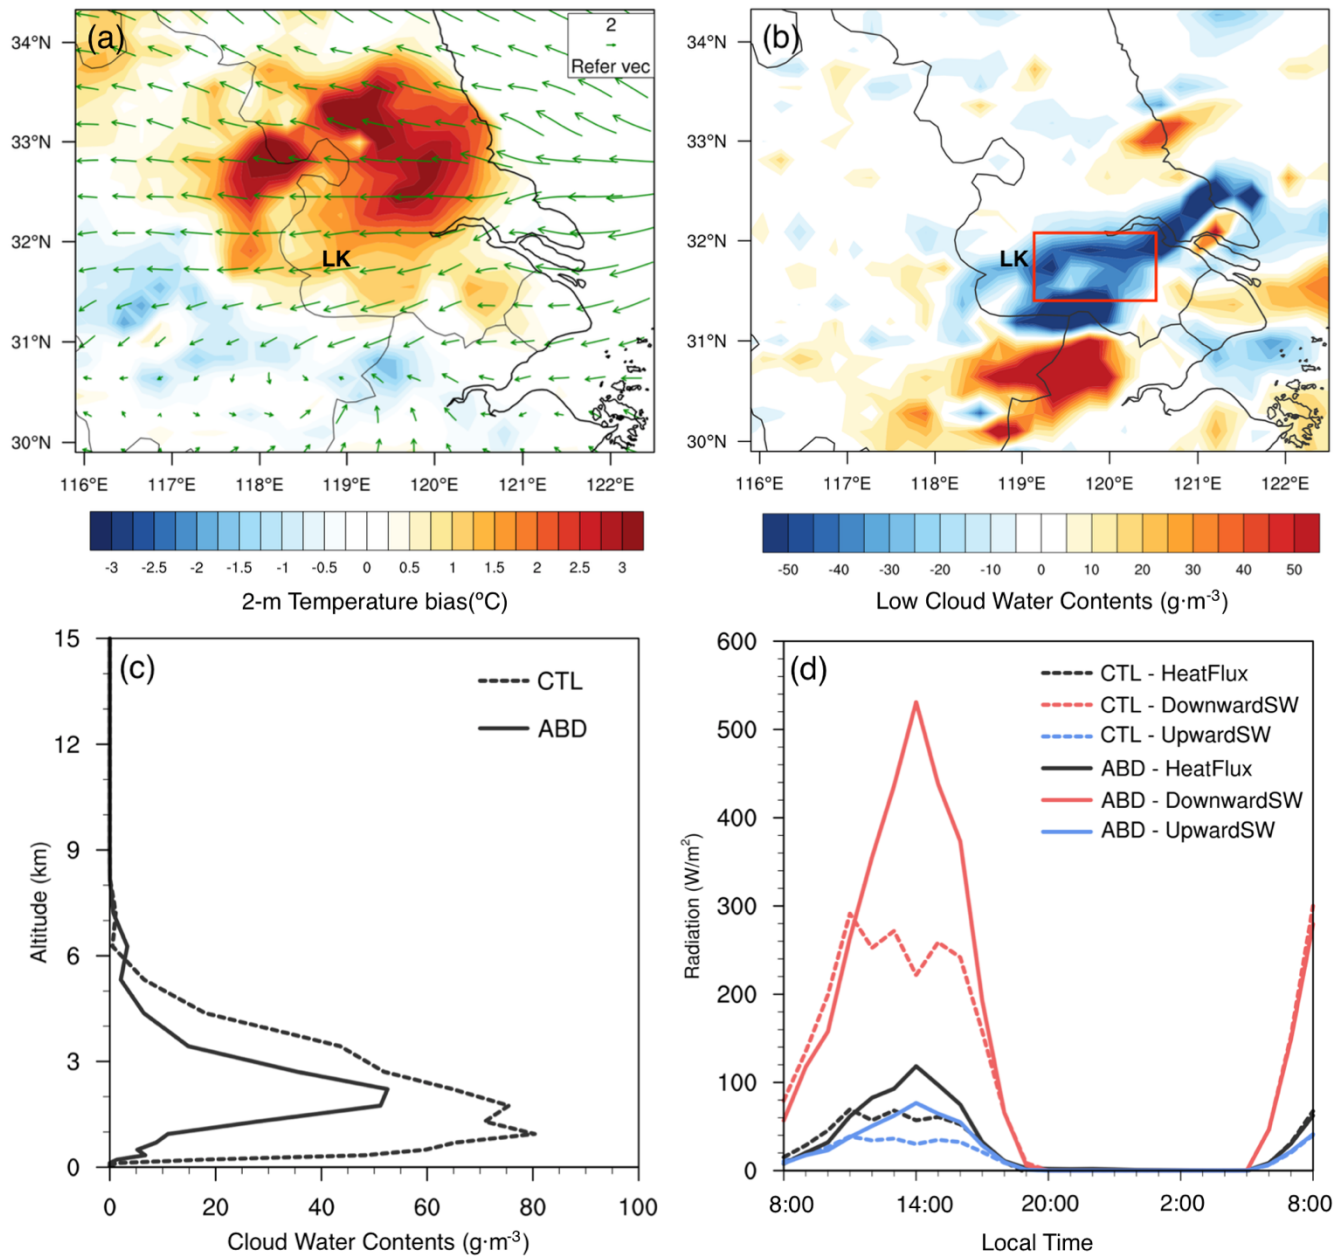 (a)
2
Refer vec
34°N
33°N
32°N
31°N
30°N
LK
116°E 117°E 118°E 119°E 120°E 121°E 122°E
-3 -2.5 -2 -1.5 -1 -0.5 0 0.5 1 1.5 2 2.5 3
2-m Temperature bias(°C)
(b)
34°N
33°N
32°N
31°N
30°N
LK
116°E 117°E 118°E 119°E 120°E 121°E 122°E
-50 -40 -30 -20 -10 0 10 20 30 40 50
Low Cloud Water Contents (g·m⁻³)
(c)
CTL
ABD
15
12
9
6
3
0
Altitude (km)
0 20 40 60 80 100
Cloud Water Contents (g·m⁻³)
(d)
CTL - HeatFlux
CTL - DownwardSW
CTL - UpwardSW
ABD - HeatFlux
ABD - DownwardSW
ABD - UpwardSW
600
500
400
300
200
100
0
Radiation (W/m²)
8:00 14:00 20:00 2:00 8:00
Local Time